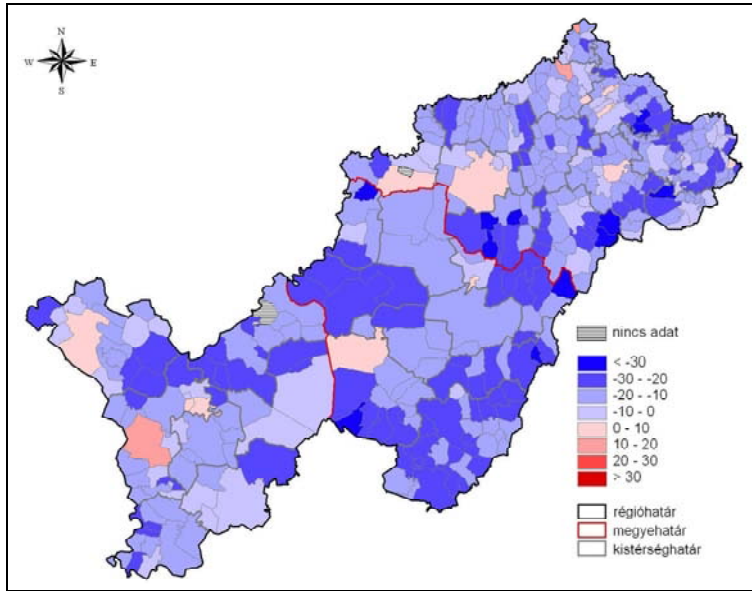 N
W E
S
nincs adat
< -30
-30 - -20
-20 - -10
-10 - 0
0 - 10
10 - 20
20 - 30
> 30
régióhatár
megyehatár
kistérséghatár